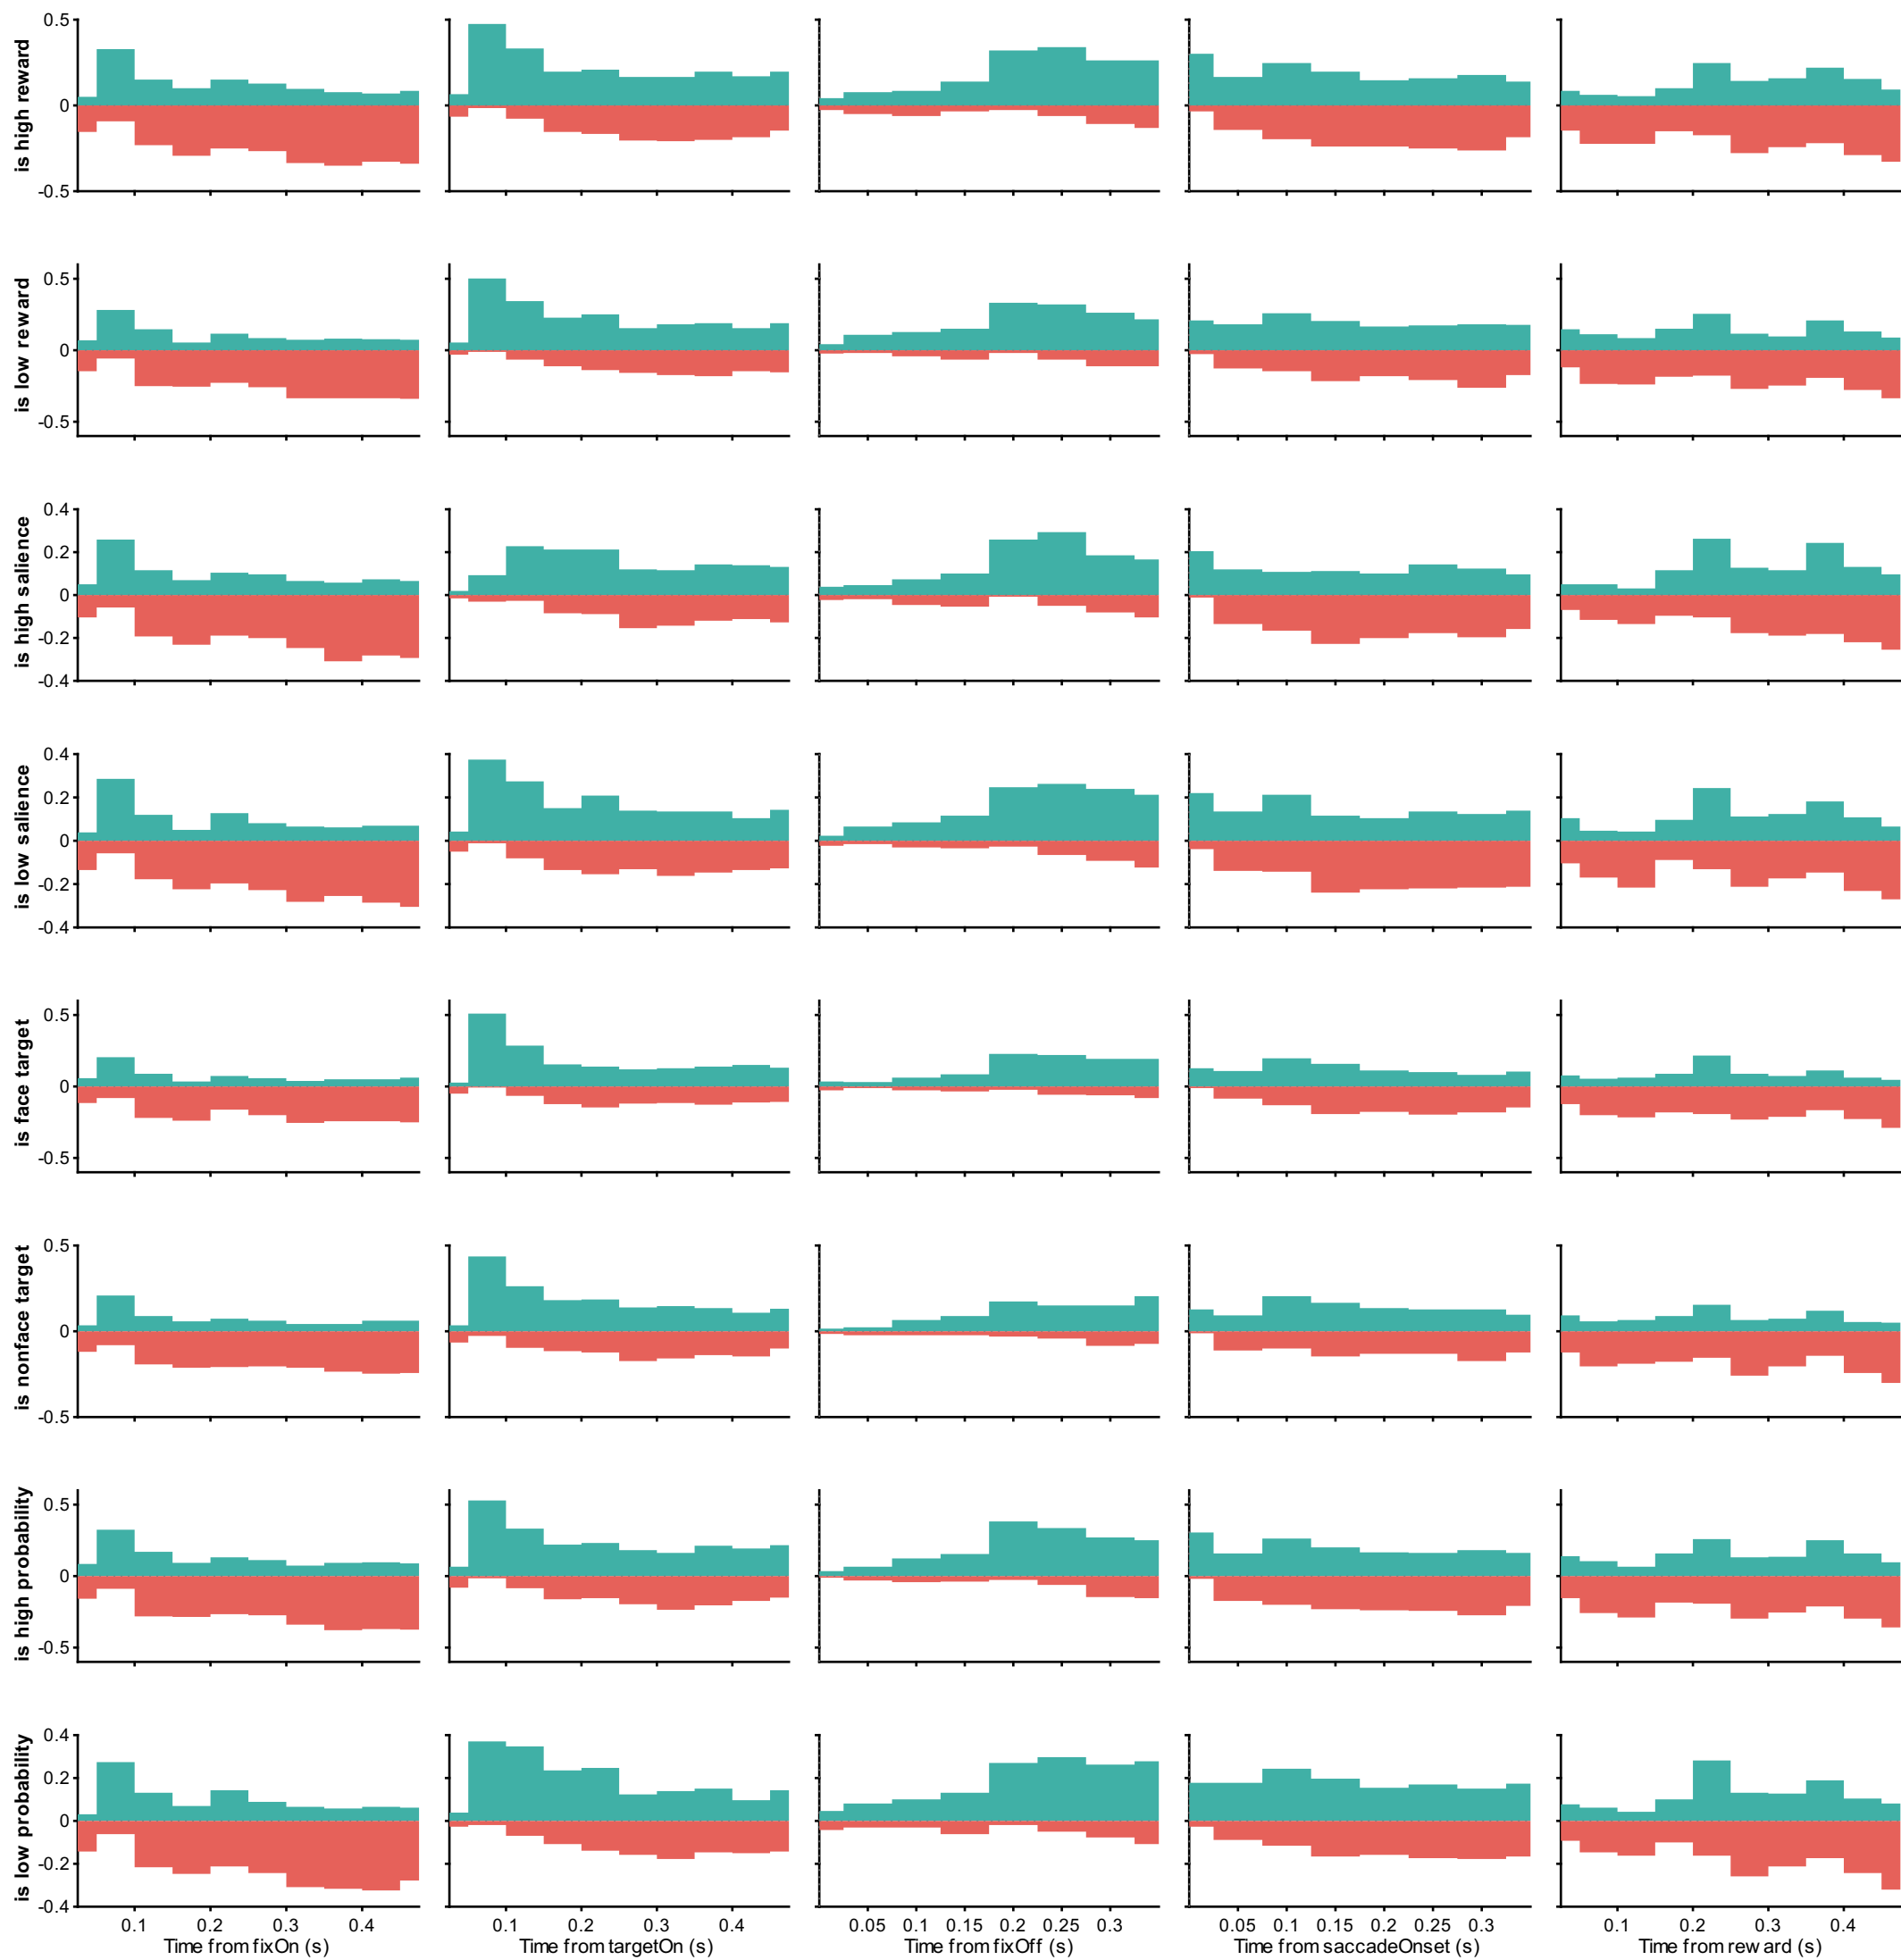 is high reward
0.5
0
-0.5
is low reward
0.5
0
-0.5
is high salience
0.4
0.2
0
-0.2
-0.4
is low salience
0.4
0.2
0
-0.2
-0.4
is face target
0.5
0
-0.5
is nonface target
0.5
0
-0.5
is high probability
0.5
0
-0.5
is low probability
0.4
0.2
0
-0.2
-0.4
0.1 0.2 0.3 0.4
Time from fixOn (s)
0.1 0.2 0.3 0.4
Time from targetOn (s)
0.05 0.1 0.15 0.2 0.25 0.3
Time from fixOff (s)
0.05 0.1 0.15 0.2 0.25 0.3
Time from saccadeOnset (s)
0.1 0.2 0.3 0.4
Time from reward (s)